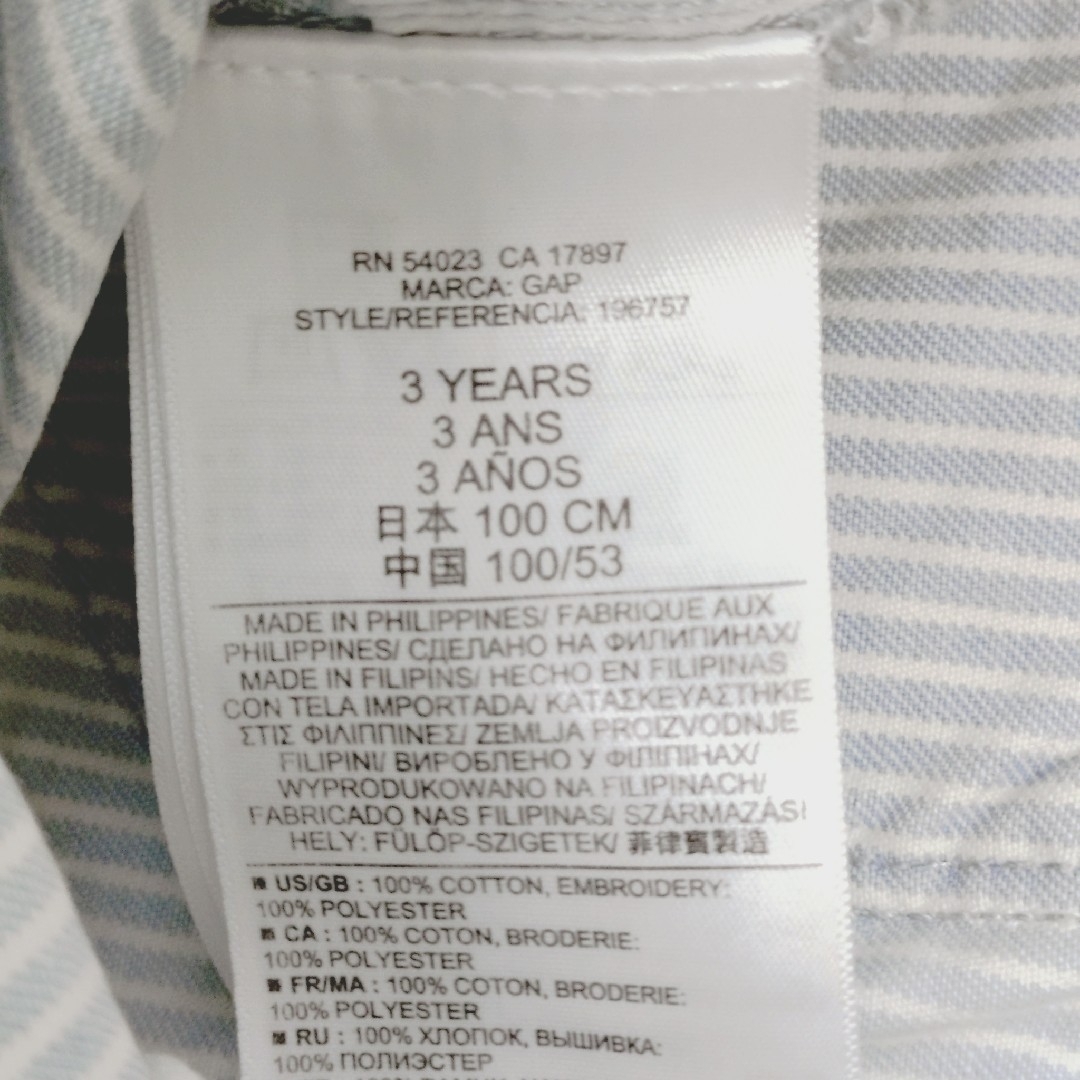 RN 54023 CA 17897
MARCA: GAP
STYLE/REFERENCIA: 196757
3 YEARS
3 ANS
3 AÑOS
日本 100 CM
中国 100/53
MADE IN PHILIPPINES/ FABRIQUE AUX
PHILIPPINES/ СДЕЛАНО НА ФИЛИПИНАХ/
MADE IN FILIPINS/ HECHO EN FILIPINAS
CON TELA IMPORTADA/ ΚΑΤΑΣΚΕΥΑΣΤΗΚΕ
ΣΤΙΣ ΦΙΛΙΠΠΙΝΕΣ/ ZEMLJA PROIZVODNJE
FILIPINI/ ВИРОБЛЕНО У ФІЛІПІНАХ/
WYPRODUKOWANO NA FILIPINACH/
FABRICADO NAS FILIPINAS/ SZÁRMAZÁSI
HELY: FÜLÖP-SZIGETEK/ 菲律賓製造
US/GB : 100% COTTON, EMBROIDERY:
100% POLYESTER
CA : 100% COTON, BRODERIE:
100% POLYESTER
FR/MA : 100% COTON, BRODERIE:
100% POLYESTER
RU : 100% ХЛОПОК, ВЫШИВКА:
100% ПОЛИЭСТЕР